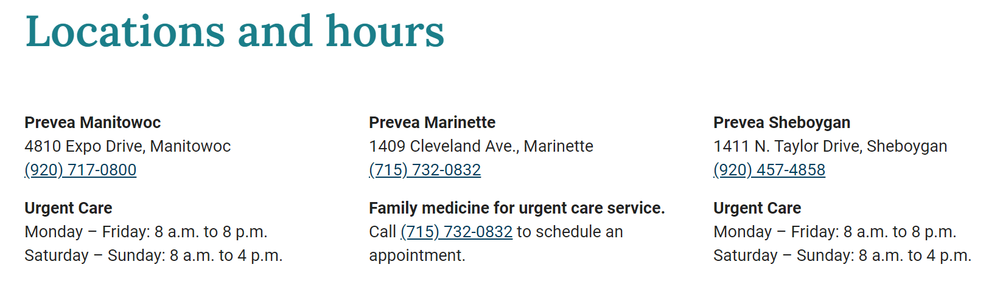 Locations and hours
Prevea Manitowoc
4810 Expo Drive, Manitowoc
(920) 717-0800
Urgent Care
Monday – Friday: 8 a.m. to 8 p.m.
Saturday – Sunday: 8 a.m. to 4 p.m.
Prevea Marinette
1409 Cleveland Ave., Marinette
(715) 732-0832
Family medicine for urgent care service.
Call (715) 732-0832 to schedule an
appointment.
Prevea Sheboygan
1411 N. Taylor Drive, Sheboygan
(920) 457-4858
Urgent Care
Monday – Friday: 8 a.m. to 8 p.m.
Saturday – Sunday: 8 a.m. to 4 p.m.